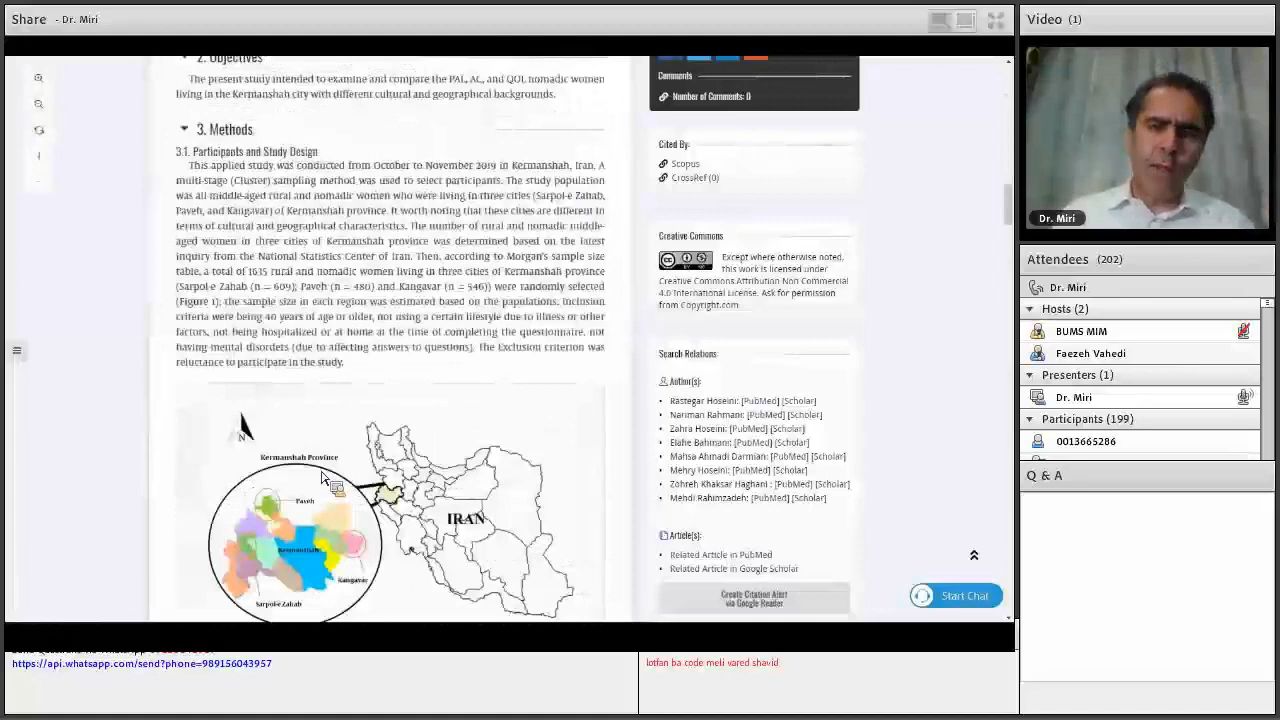 Share - Dr. Miri
2. Objectives
The present study intended to examine and compare the PAL, AC, and QOL nomadic women
living in the Kermanshah city with different cultural and geographical backgrounds.
3. Methods
3.1. Participants and Study Design
This applied study was conducted from October to November 2019 in Kermanshah, Iran. A
multi-stage (Cluster) sampling method was used to select participants. The study population
was all middle-aged rural and nomadic women who were living in three cities (Sarpol-e Zahab,
Paveh, and Kangavar) of Kermanshah province. It worth noting that these cities are different in
terms of cultural and geographical characteristics. The number of rural and nomadic middle-
aged women in three cities of Kermanshah province was determined based on the latest
inquiry from the National Statistics Center of Iran. Then, according to Morgan's sample size
table, a total of 1635 rural and nomadic women living in three cities of Kermanshah province
(Sarpol-e Zahab (n = 609); Paveh (n = 480) and Kangavar (n = 546)) were randomly selected
(Figure 1); the sample size in each region was estimated based on the populations. Inclusion
criteria were being 40 years of age or older, not using a certain lifestyle due to illness or other
factors, not being hospitalized or at home at the time of completing the questionnaire, not
having mental disorders (due to affecting answers to questions). The Exclusion criterion was
reluctance to participate in the study.
N
Kermanshah Province
Paveh
Kermanshah
Kangavar
Sarpol-e Zahab
IRAN
Comments
Number of Comments: 0
Cited By:
Scopus
CrossRef (0)
Creative Commons
Except where otherwise noted,
this work is licensed under
Creative Commons Attribution Non Commercial
4.0 International License. Ask for permission
from Copyright.com
Search Relations
Author(s):
Rastegar Hoseini: [PubMed] [Scholar]
Nariman Rahmani: [PubMed] [Scholar]
Zahra Hoseini: [PubMed] [Scholar]
Elahe Bahmani: [PubMed] [Scholar]
Mahsa Ahmadi Darmian: [PubMed] [Scholar]
Mehry Hoseini: [PubMed] [Scholar]
Zohreh Khaksar Haghani : [PubMed] [Scholar]
Mehdi Rahimzadeh: [PubMed] [Scholar]
Article(s):
Related Article in PubMed
Related Article in Google Scholar
Create Citation Alert
via Google Reader
Start Chat
https://api.whatsapp.com/send?phone=989156043957
lotfan ba code meli vared shavid
Video (1)
Dr. Miri
Attendees (202)
Dr. Miri
Hosts (2)
BUMS MIM
Faezeh Vahedi
Presenters (1)
Dr. Miri
Participants (199)
0013665286
Q & A